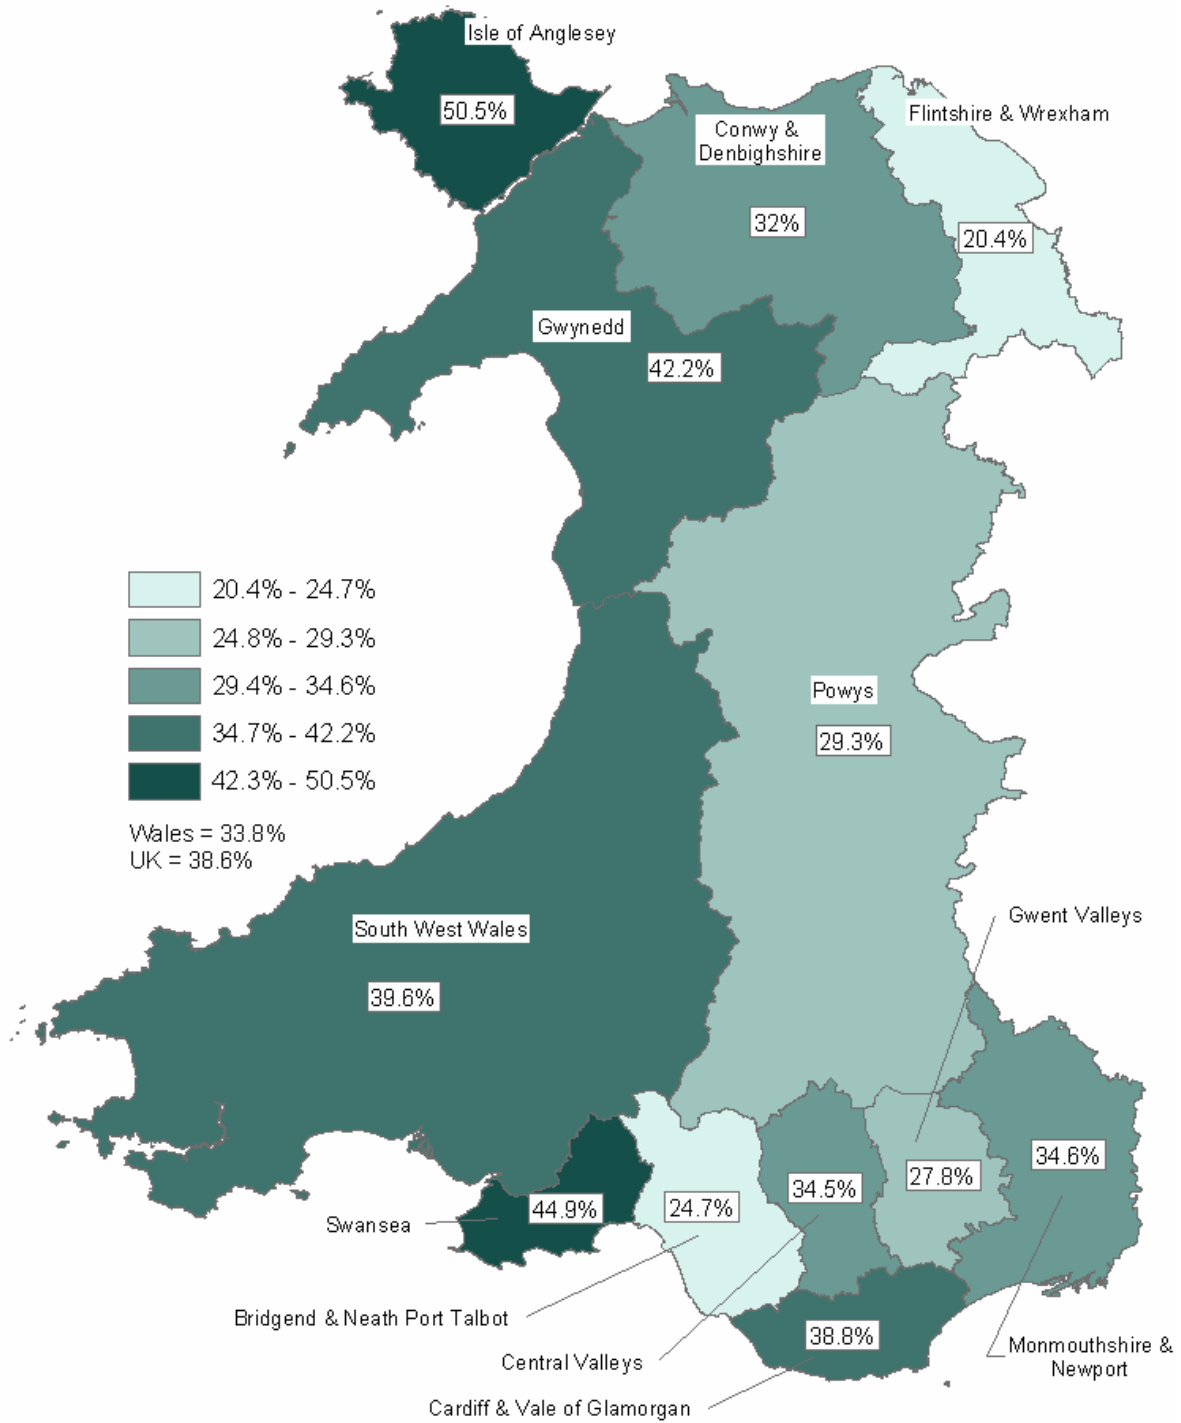 Isle of Anglesey
50.5%
Flintshire & Wrexham
Conwy &
Denbighshire
32%
20.4%
Gwynedd
42.2%
20.4% - 24.7%
24.8% - 29.3%
29.4% - 34.6%
34.7% - 42.2%
42.3% - 50.5%
Wales = 33.8%
UK = 38.6%
Powys
29.3%
Gwent Valleys
South West Wales
39.6%
34.6%
27.8%
34.5%
24.7%
44.9%
Swansea
Bridgend & Neath Port Talbot
38.8%
Monmouthshire &
Newport
Central Valleys
Cardiff & Vale of Glamorgan